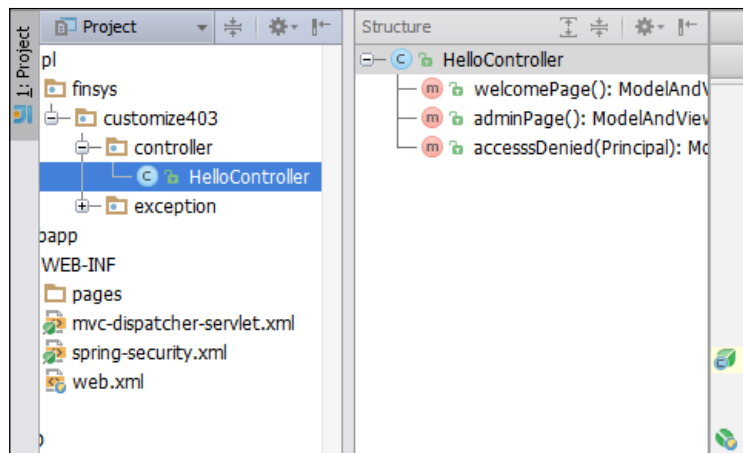 1: Project
Project
pl
finsys
customize403
controller
HelloController
exception
bapp
WEB-INF
pages
mvc-dispatcher-servlet.xml
spring-security.xml
web.xml
Structure
HelloController
welcomePage(): ModelAndV
adminPage(): ModelAndView
accesssDenied(Principal): Mo